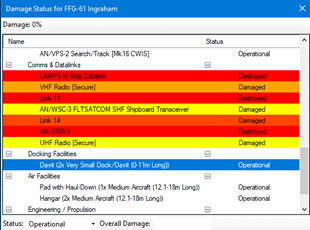 Damage Status for FFG-61 Ingraham
Damage: 0%
Name Status
AN/VPS-2 Search/Track [Mk16 CWIS] Operational
Comms & Datalinks
LAMPS III Ship Datalink Destroyed
VHF Radio [Secure] Damaged
Link 11 Destroyed
AN/WSC-3 FLTSATCOM SHF Shipboard Transceiver Damaged
Link 14 Damaged
AN/SRR-1 Destroyed
UHF Radio [Secure] Damaged
Docking Facilities
Davit (2x Very Small Dock/Davit (0-11m Long)) Operational
Air Facilities
Pad with Haul-Down (1x Medium Aircraft (12.1-18m Long)) Operational
Hangar (2x Medium Aircraft (12.1-18m Long)) Operational
Engineering / Propulsion
Status: Operational Overall Damage: